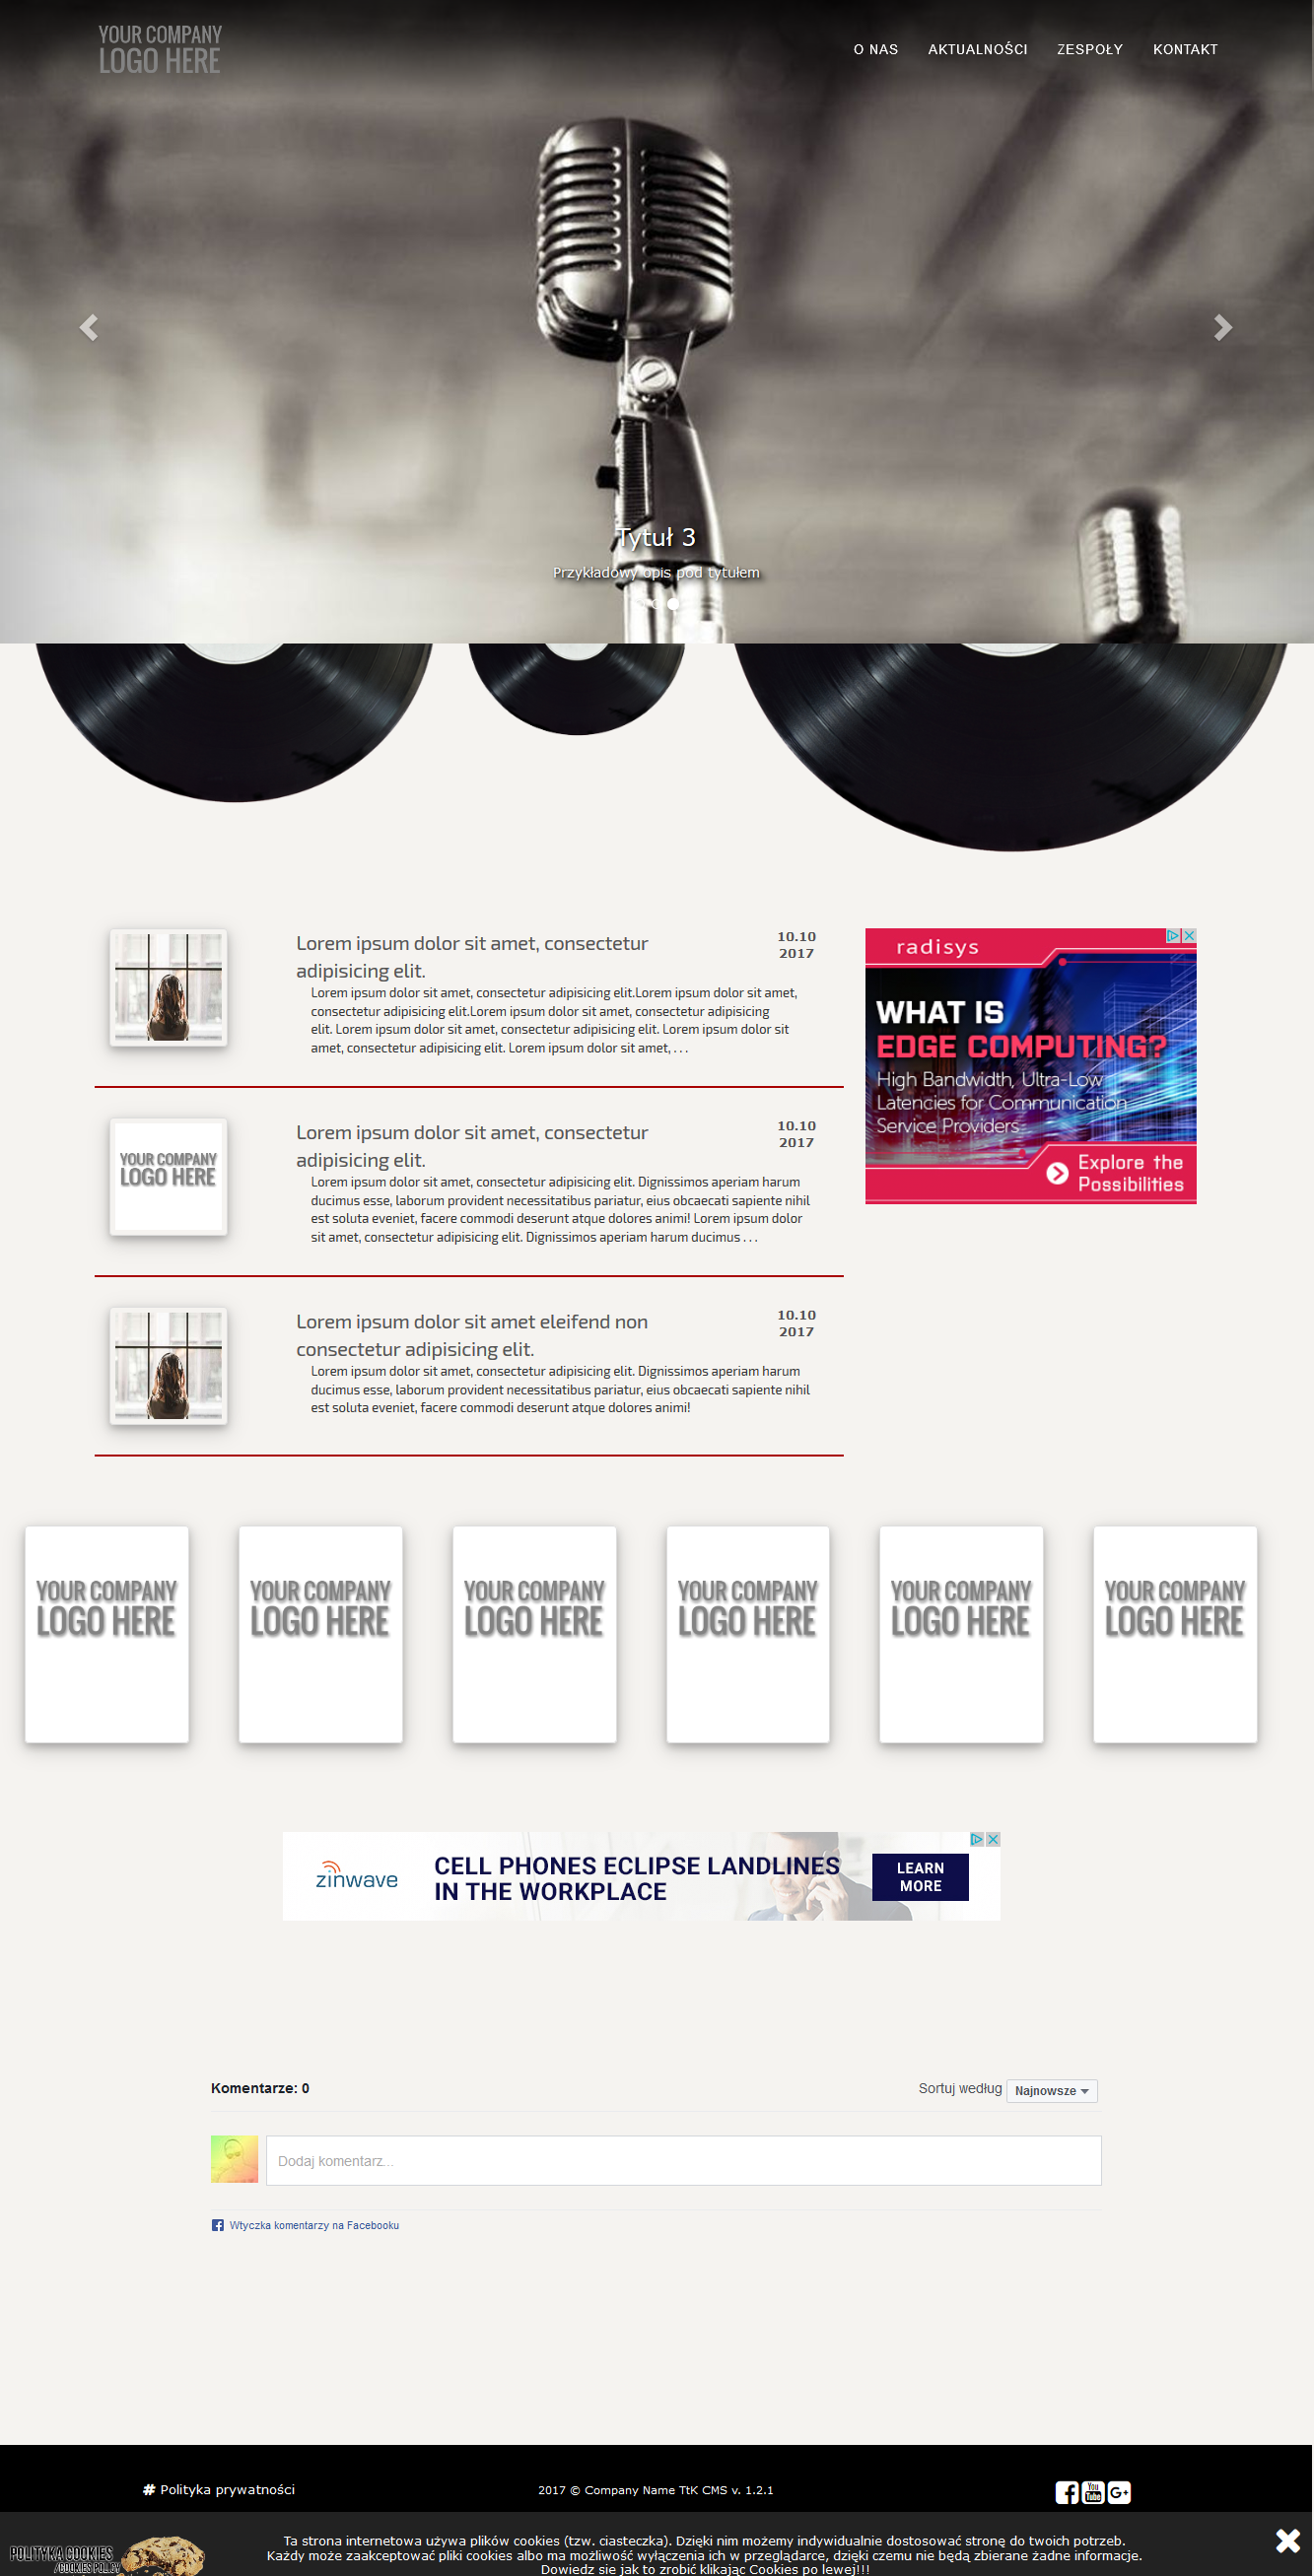 YOUR COMPANY
LOGO HERE
O NAS AKTUALNOŚCI ZESPOŁY KONTAKT
Tytuł 3
Przykładowy opis pod tytułem
Lorem ipsum dolor sit amet, consectetur
adipisicing elit.
10.10
2017
Lorem ipsum dolor sit amet, consectetur adipisicing elit.Lorem ipsum dolor sit amet,
consectetur adipisicing elit.Lorem ipsum dolor sit amet, consectetur adipisicing
elit. Lorem ipsum dolor sit amet, consectetur adipisicing elit. Lorem ipsum dolor sit
amet, consectetur adipisicing elit. Lorem ipsum dolor sit amet, . . .
radisys
WHAT IS
EDGE COMPUTING?
High Bandwidth, Ultra-Low
Latencies for Communication
Service Providers
Explore the
Possibilities
YOUR COMPANY
LOGO HERE
Lorem ipsum dolor sit amet, consectetur
adipisicing elit.
10.10
2017
Lorem ipsum dolor sit amet, consectetur adipisicing elit. Dignissimos aperiam harum
ducimus esse, laborum provident necessitatibus pariatur, eius obcaecati sapiente nihil
est soluta eveniet, facere commodi deserunt atque dolores animi! Lorem ipsum dolor
sit amet, consectetur adipisicing elit. Dignissimos aperiam harum ducimus . . .
Lorem ipsum dolor sit amet eleifend non
consectetur adipisicing elit.
10.10
2017
Lorem ipsum dolor sit amet, consectetur adipisicing elit. Dignissimos aperiam harum
ducimus esse, laborum provident necessitatibus pariatur, eius obcaecati sapiente nihil
est soluta eveniet, facere commodi deserunt atque dolores animi!
YOUR COMPANY
LOGO HERE
YOUR COMPANY
LOGO HERE
YOUR COMPANY
LOGO HERE
YOUR COMPANY
LOGO HERE
YOUR COMPANY
LOGO HERE
YOUR COMPANY
LOGO HERE
zinwave
CELL PHONES ECLIPSE LANDLINES
IN THE WORKPLACE
LEARN
MORE
Komentarze: 0
Sortuj według Najnowsze
Dodaj komentarz...
Wtyczka komentarzy na Facebooku
# Polityka prywatności
2017 © Company Name TtK CMS v. 1.2.1
You
Tube
G+
POLITYKA COOKIES
/COOKIES POLICY
Ta strona internetowa używa plików cookies (tzw. ciasteczka). Dzięki nim możemy indywidualnie dostosować stronę do twoich potrzeb.
Każdy może zaakceptować pliki cookies albo ma możliwość wyłączenia ich w przeglądarce, dzięki czemu nie będą zbierane żadne informacje.
Dowiedz sie jak to zrobić klikając Cookies po lewej!!!